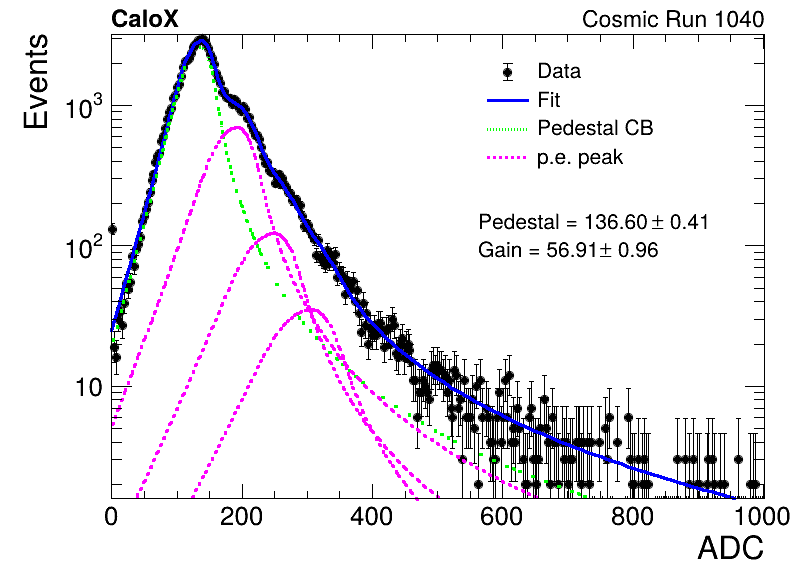 CaloX Cosmic Run 1040
Events
Data
Fit
Pedestal CB
p.e. peak
Pedestal = 136.60 ± 0.41
Gain = 56.91 ± 0.96
10³
10²
10
0 200 400 600 800 1000
ADC